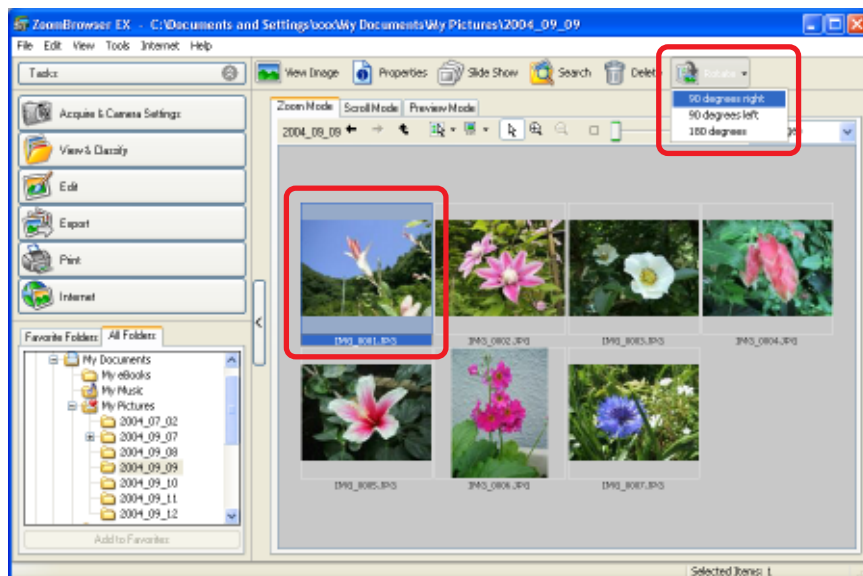 ZoomBrowser EX - C:\Documents and Settings\xxx\My Documents\My Pictures\2004_09_09
File Edit View Tools Internet Help
Tasks
View Image Properties Slide Show Search Delete Rotate
90 degrees right
90 degrees left
180 degrees
Zoom Mode Scroll Mode Preview Mode
2004_09_09
Acquire & Camera Settings
View & Classify
Edit
Export
Print
Internet
IMG_0001.JPG IMG_0002.JPG IMG_0003.JPG IMG_0004.JPG
Favorite Folders All Folders
My Documents
My eBooks
My Music
My Pictures
2004_07_02
2004_09_07
2004_09_08
2004_09_09
2004_09_10
2004_09_11
2004_09_12
IMG_0005.JPG IMG_0006.JPG IMG_0007.JPG
Add to Favorites
Selected Items: 1